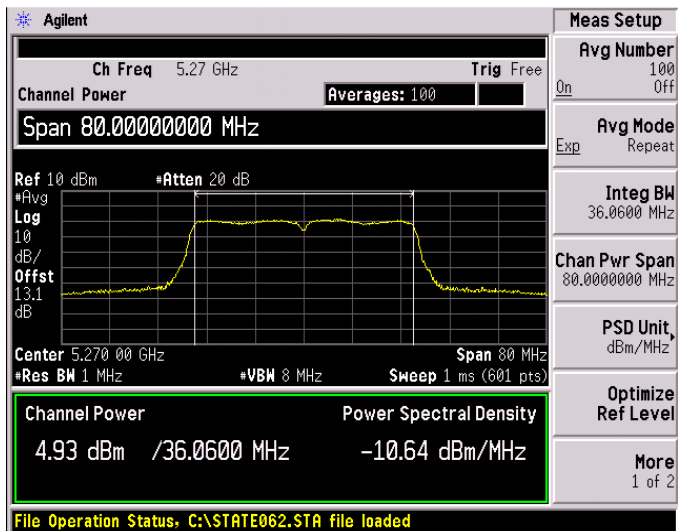 Agilent
Meas Setup
Ch Freq 5.27 GHz Trig Free
Channel Power Averages: 100
Span 80.00000000 MHz
Ref 10 dBm #Atten 20 dB
#Avg
Log
10
dB/
Offst
13.1
dB
Center 5.270 00 GHz Span 80 MHz
#Res BW 1 MHz #VBW 8 MHz Sweep 1 ms (601 pts)
Channel Power Power Spectral Density
4.93 dBm /36.0600 MHz -10.64 dBm/MHz
File Operation Status, C:\STATE062.STA file loaded
Avg Number
100
On Off
Avg Mode
Exp Repeat
Integ BW
36.0600 MHz
Chan Pwr Span
80.0000000 MHz
PSD Unit
dBm/MHz
Optimize
Ref Level
More
1 of 2